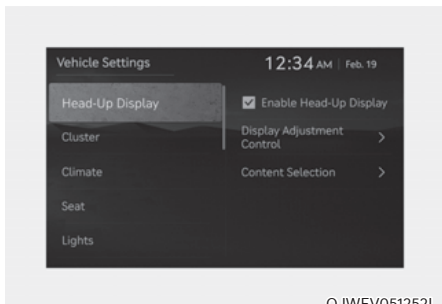 Vehicle Settings
12:34 AM | Feb. 19
Head-Up Display
Enable Head-Up Display
Cluster
Display Adjustment
Control
Climate
Content Selection
Seat
Lights